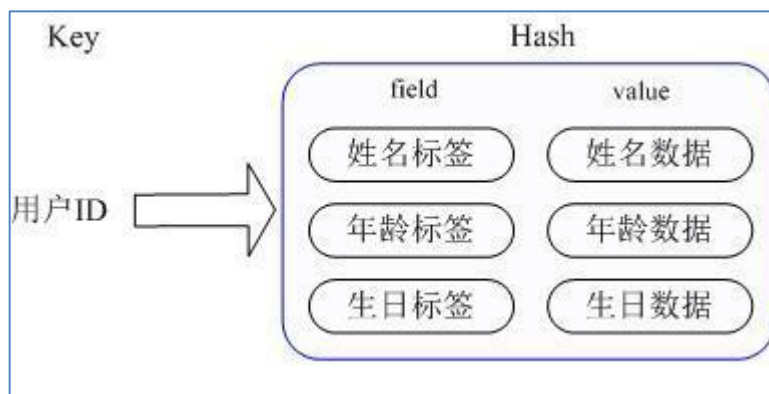 Key Hash
field value
姓名标签 姓名数据
用户ID 年龄标签 年龄数据
生日标签 生日数据